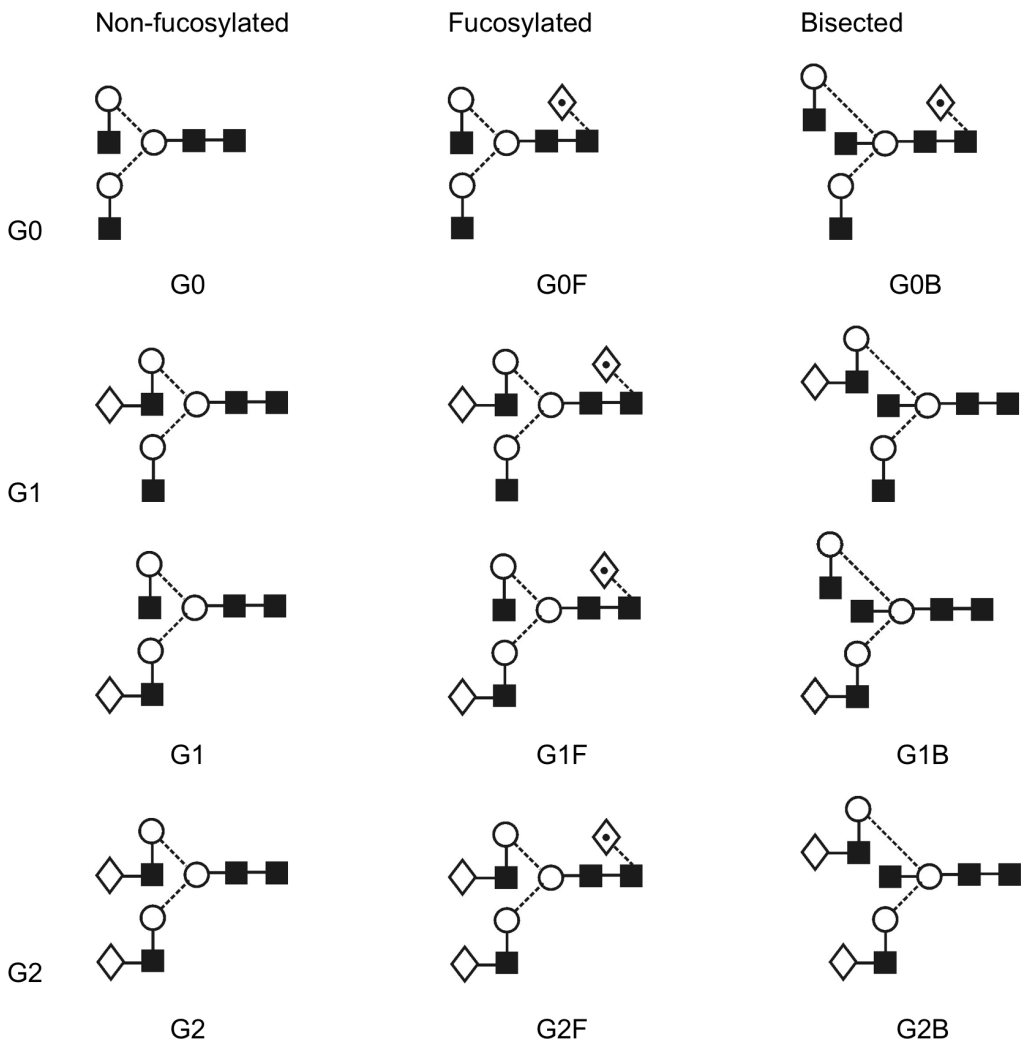 Non-fucosylated Fucosylated Bisected
G0
G0 G0F G0B
G1
G1 G1F G1B
G2
G2 G2F G2B